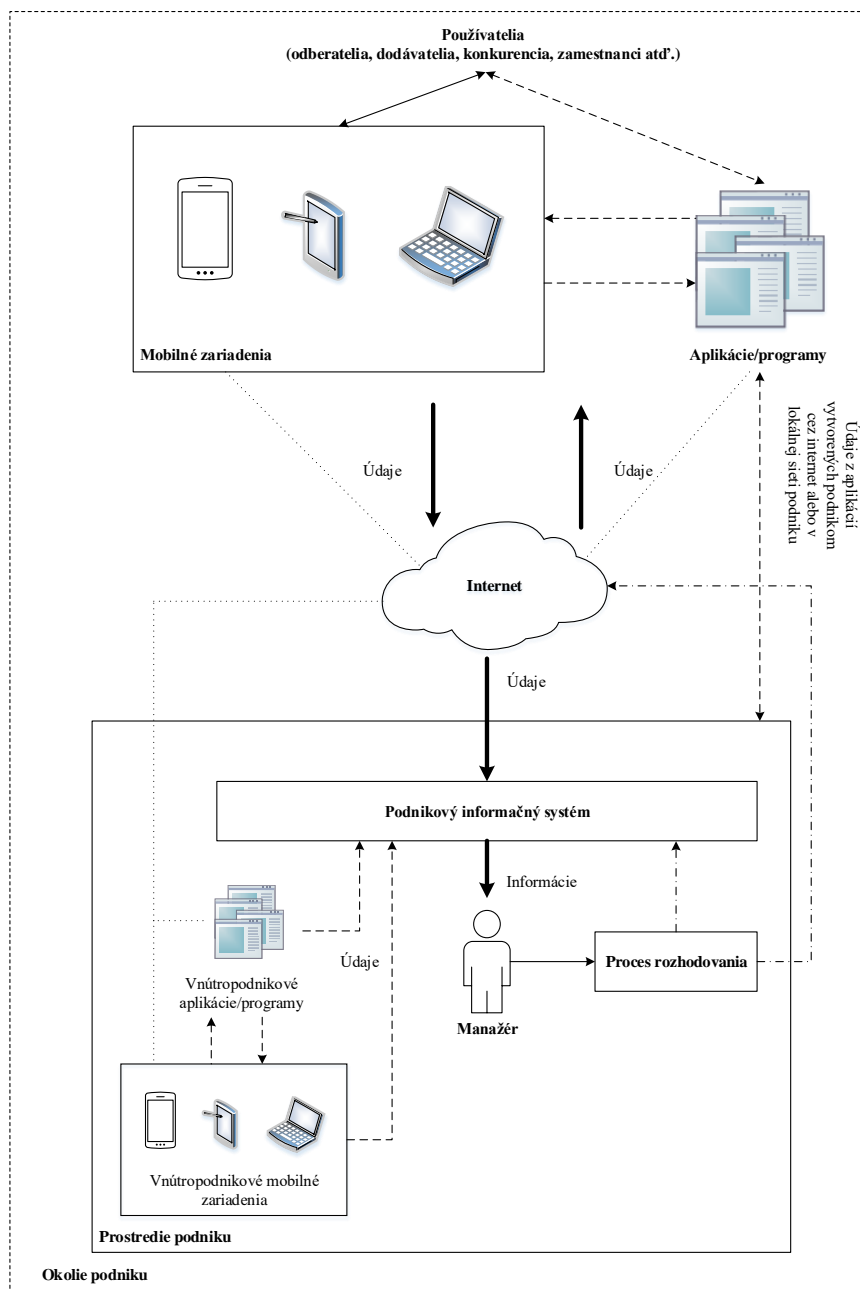 Používatelia
(odberatelia, dodávatelia, konkurencia, zamestnanci atď.)
Mobilné zariadenia
Aplikácie/programy
Údaje z aplikácií
vytvorených podnikom
cez internet alebo v
lokálnej sieti podniku
Údaje
Údaje
Internet
Údaje
Podnikový informačný systém
Informácie
Údaje
Proces rozhodovania
Vnútropodnikové
aplikácie/programy
Manažér
Vnútropodnikové mobilné
zariadenia
Prostredie podniku
Okolie podniku